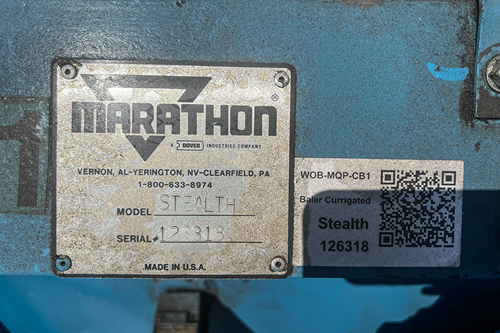 MARATHON®
A DOVER INDUSTRIES COMPANY
VERNON, AL-YERINGTON, NV-CLEARFIELD, PA
1-800-633-8974
MODEL STEALTH
SERIAL# 126318
MADE IN U.S.A.
WOB-MQP-CB1
Baler Currigated
Stealth
126318